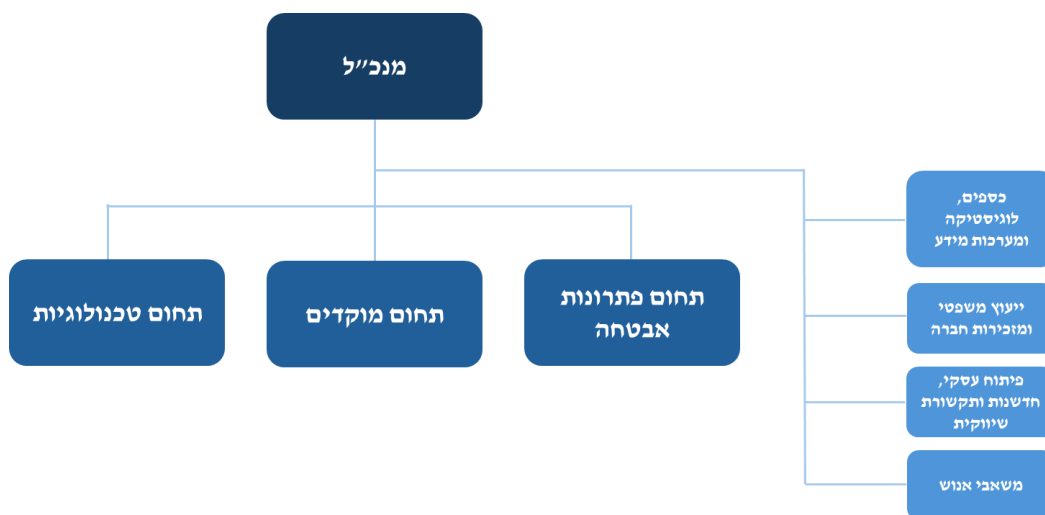 מנכ״ל
תחום פתרונות
אבטחה
תחום מוקדים
תחום טכנולוגיות
כספים,
לוגיסטיקה
ומערכות מידע
ייעוץ משפטי
ומזכירות חברה
פיתוח עסקי,
חדשנות ותקשורת
שיווקית
משאבי אנוש